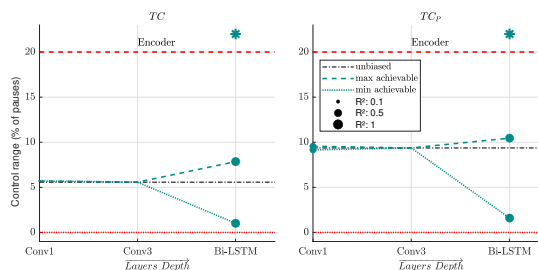 TC
TC_P
Encoder
Encoder
Control range (% of pauses)
20
15
10
5
0
20
15
10
5
0
unbiased
max achievable
min achievable
R²: 0.1
R²: 0.5
R²: 1
Conv1
Conv3
Bi-LSTM
Conv1
Conv3
Bi-LSTM
Layers Depth
Layers Depth